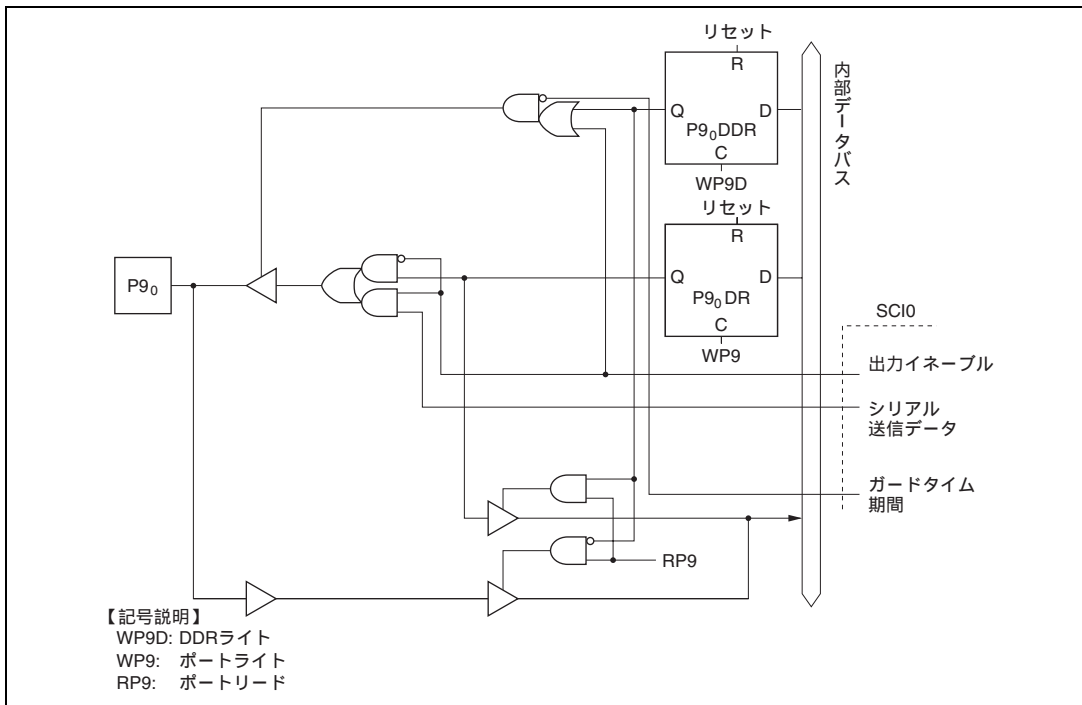 リセット
R
Q
D
P9₀DDR
C
WP9D
リセット
R
Q
D
P9₀DR
C
WP9
内部データバス
P9₀
SCI0
出力イネーブル
シリアル
送信データ
ガードタイム
期間
RP9
【記号説明】
WP9D: DDRライト
WP9: ポートライト
RP9: ポートリード